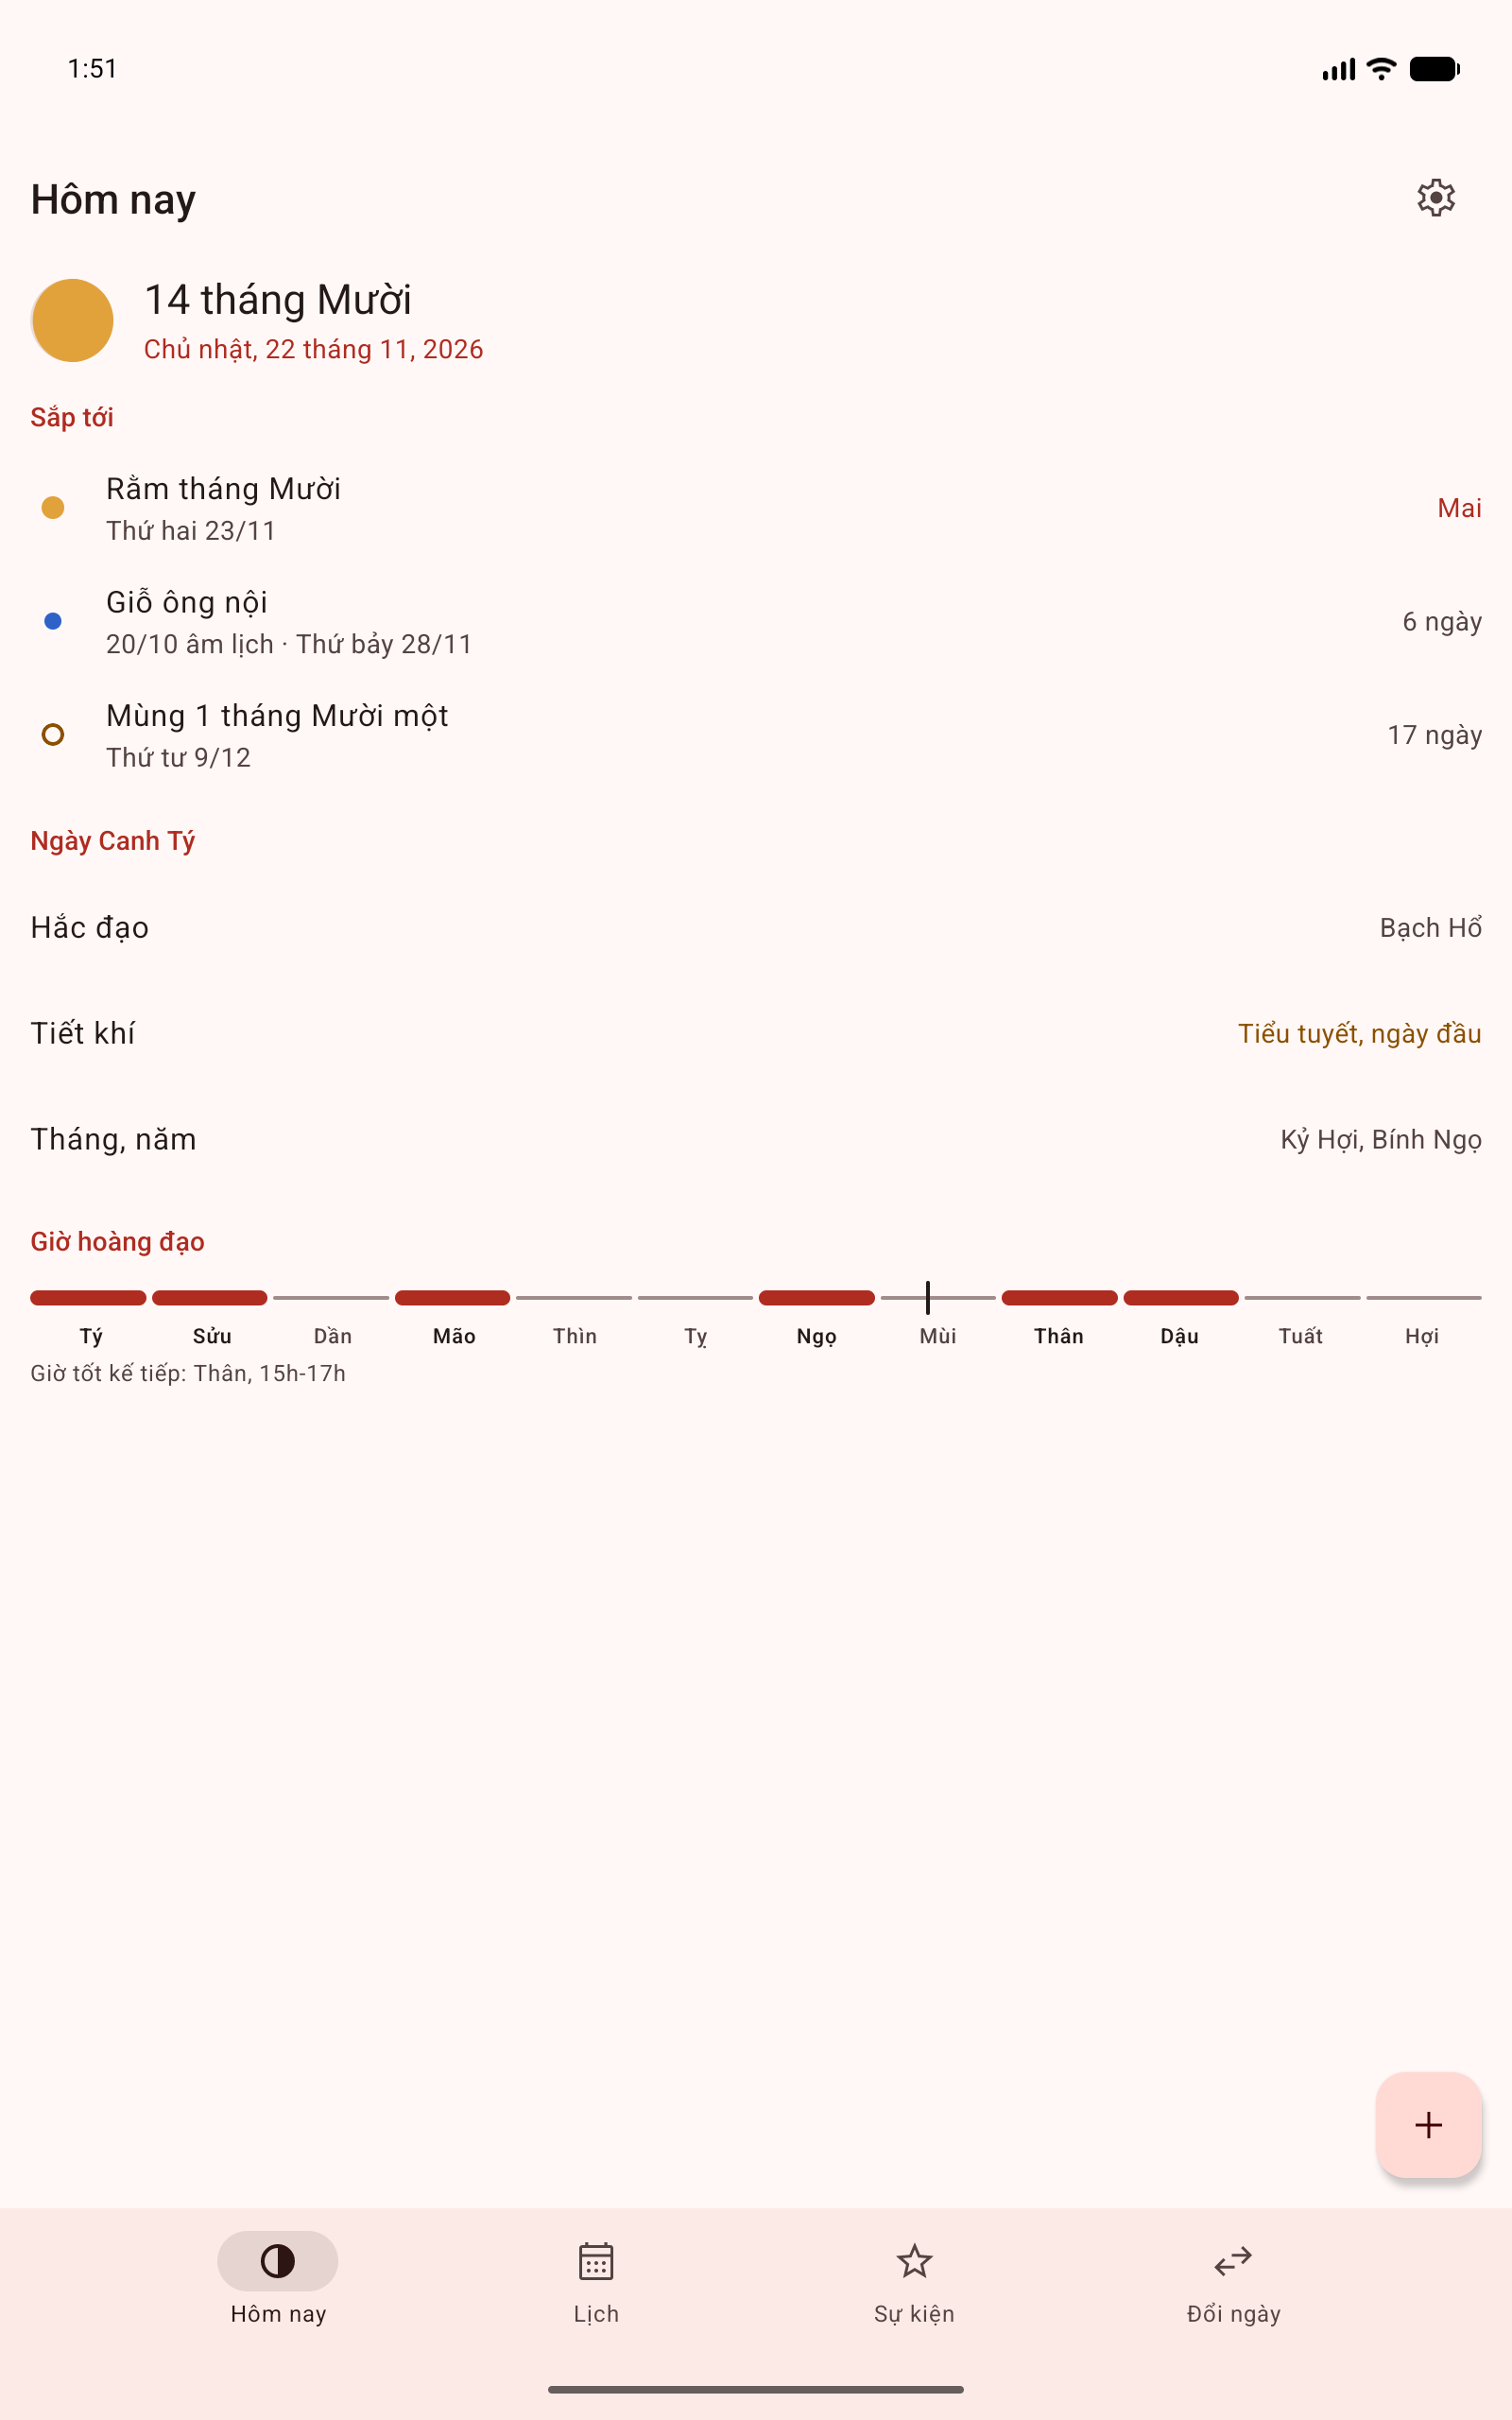 1:51
Hôm nay
14 tháng Mười
Chủ nhật, 22 tháng 11, 2026
Sắp tới
Rằm tháng Mười
Thứ hai 23/11
Mai
Giỗ ông nội
20/10 âm lịch · Thứ bảy 28/11
6 ngày
Mùng 1 tháng Mười một
Thứ tư 9/12
17 ngày
Ngày Canh Tý
Hắc đạo
Bạch Hổ
Tiết khí
Tiểu tuyết, ngày đầu
Tháng, năm
Kỷ Hợi, Bính Ngọ
Giờ hoàng đạo
Tý Sửu Dần Mão Thìn Tỵ Ngọ Mùi Thân Dậu Tuất Hợi
Giờ tốt kế tiếp: Thân, 15h-17h
Hôm nay Lịch Sự kiện Đổi ngày